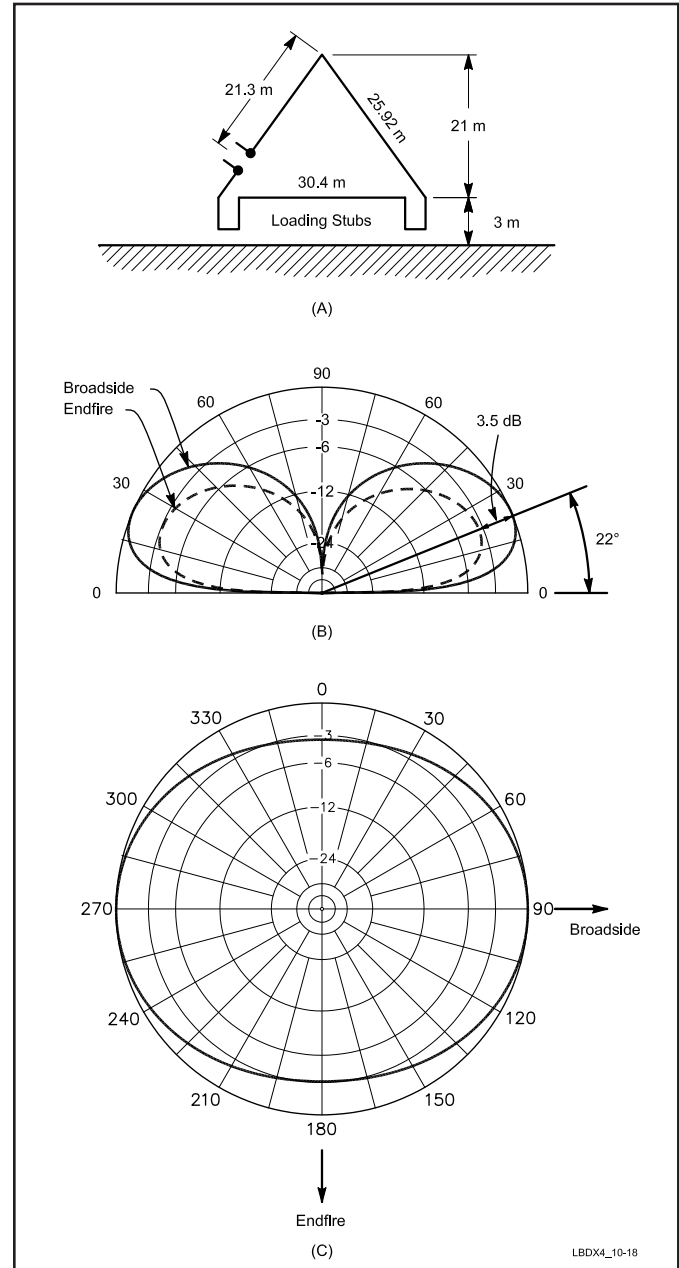 21.3 m
25.92 m
21 m
30.4 m
Loading Stubs
3 m
(A)
90
Broadside
Endfire
60
60
-3
-6
3.5 dB
-12
30
30
-24
22°
0
0
(B)
0
330
30
-3
-6
300
60
-12
-24
270
90
Broadside
240
120
210
150
180
Endfire
(C)
LBDX4_10-18